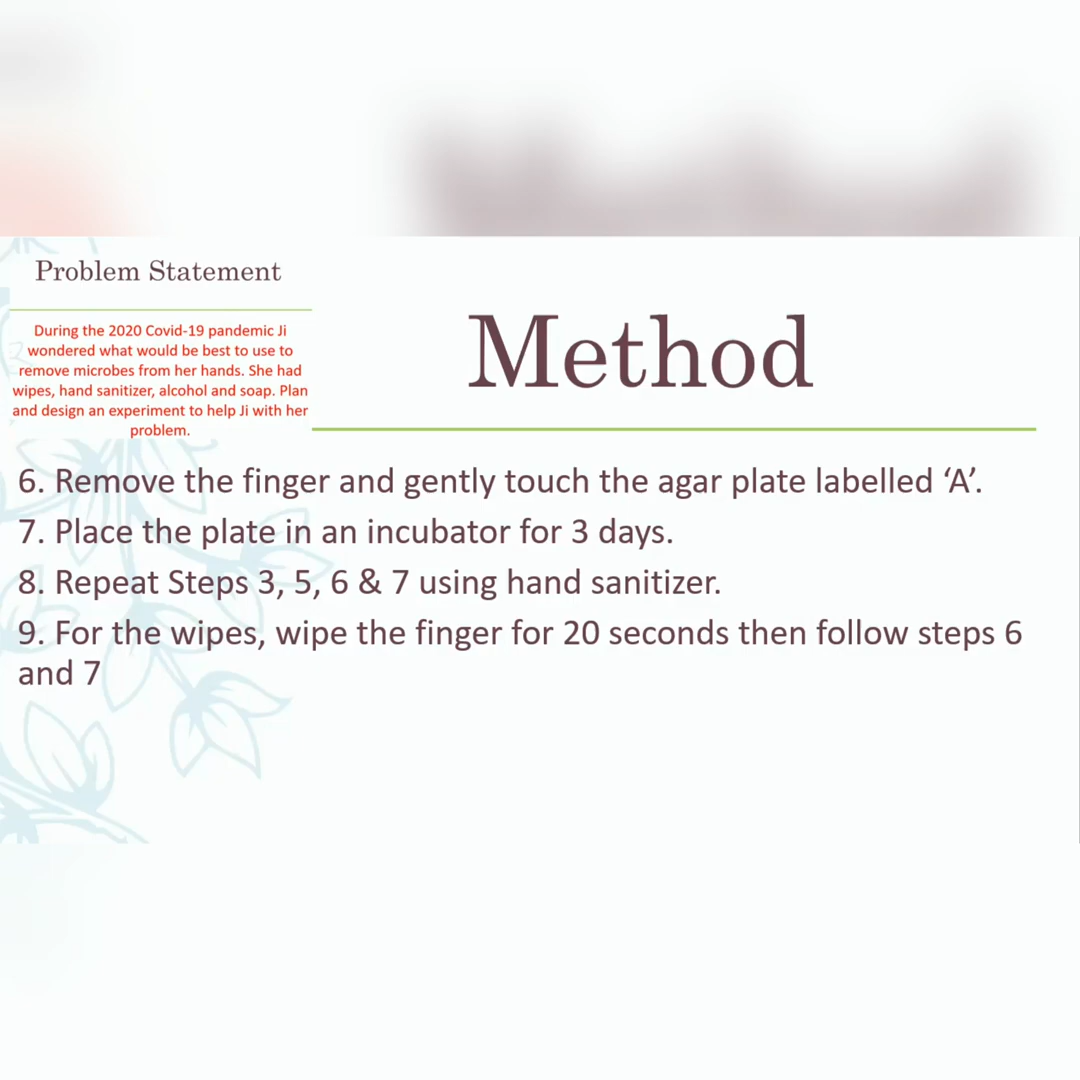 Problem Statement
During the 2020 Covid-19 pandemic Ji
wondered what would be best to use to
remove microbes from her hands. She had
wipes, hand sanitizer, alcohol and soap. Plan
and design an experiment to help Ji with her
problem.
Method
6. Remove the finger and gently touch the agar plate labelled ‘A’.
7. Place the plate in an incubator for 3 days.
8. Repeat Steps 3, 5, 6 & 7 using hand sanitizer.
9. For the wipes, wipe the finger for 20 seconds then follow steps 6
and 7